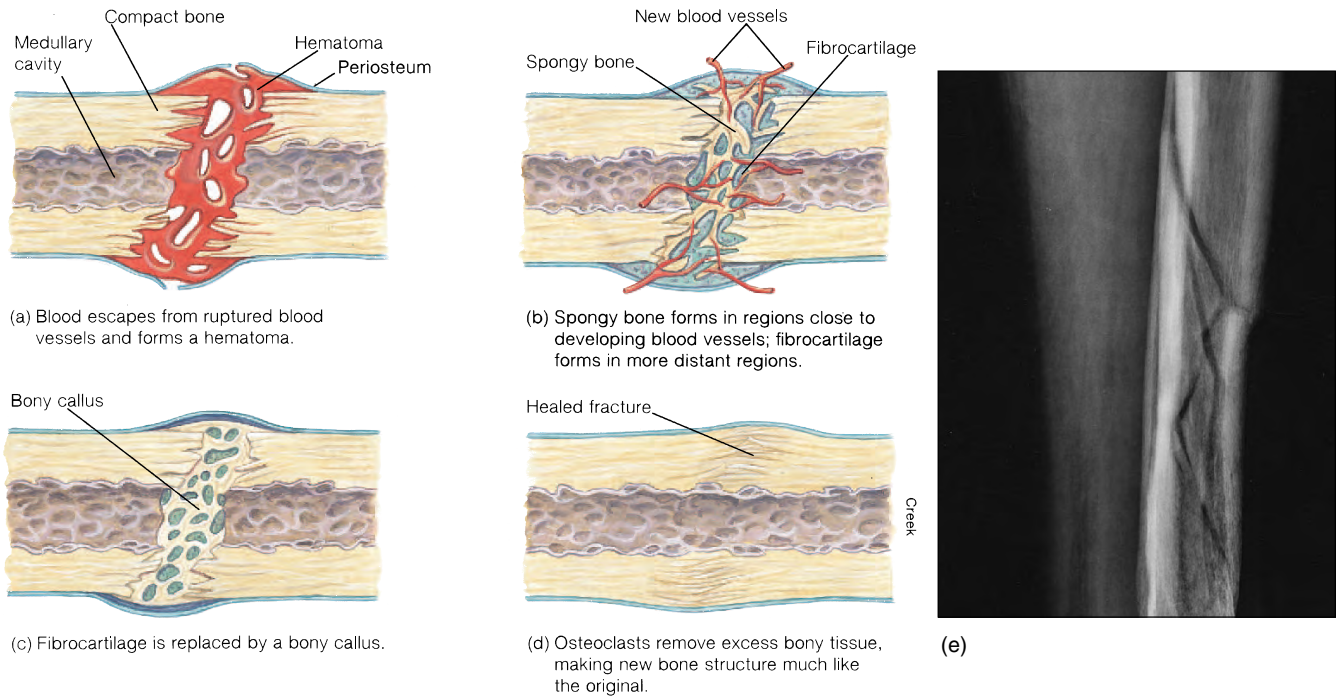 Compact bone
Medullary
cavity
Hematoma
Periosteum
(a) Blood escapes from ruptured blood
vessels and forms a hematoma.
New blood vessels
Fibrocartilage
Spongy bone
(b) Spongy bone forms in regions close to
developing blood vessels; fibrocartilage
forms in more distant regions.
Bony callus
(c) Fibrocartilage is replaced by a bony callus.
Healed fracture
(d) Osteoclasts remove excess bony tissue,
making new bone structure much like
the original.
Creek
(e)